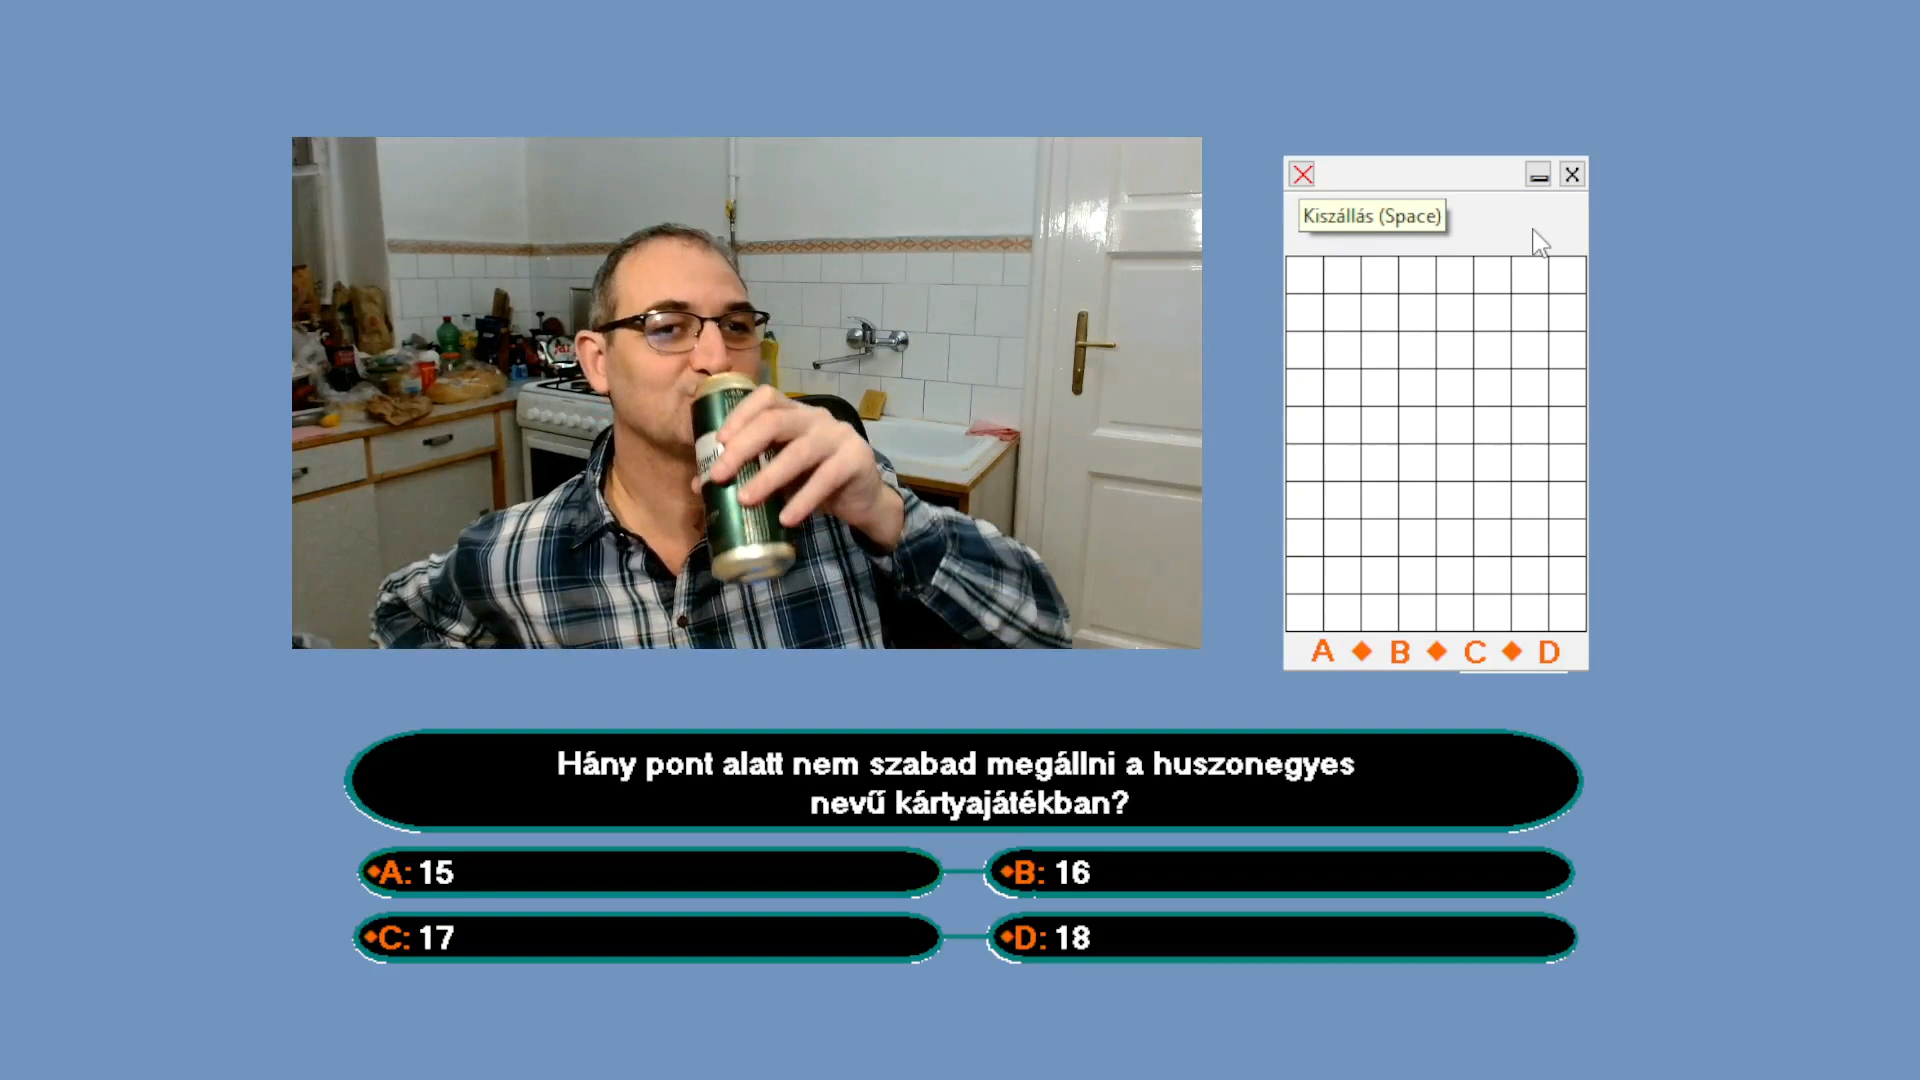 Kiszállás (Space)
A ◆ B ◆ C ◆ D
Hány pont alatt nem szabad megállni a huszonegyes
nevű kártyajátékban?
◆A: 15
◆B: 16
◆C: 17
◆D: 18